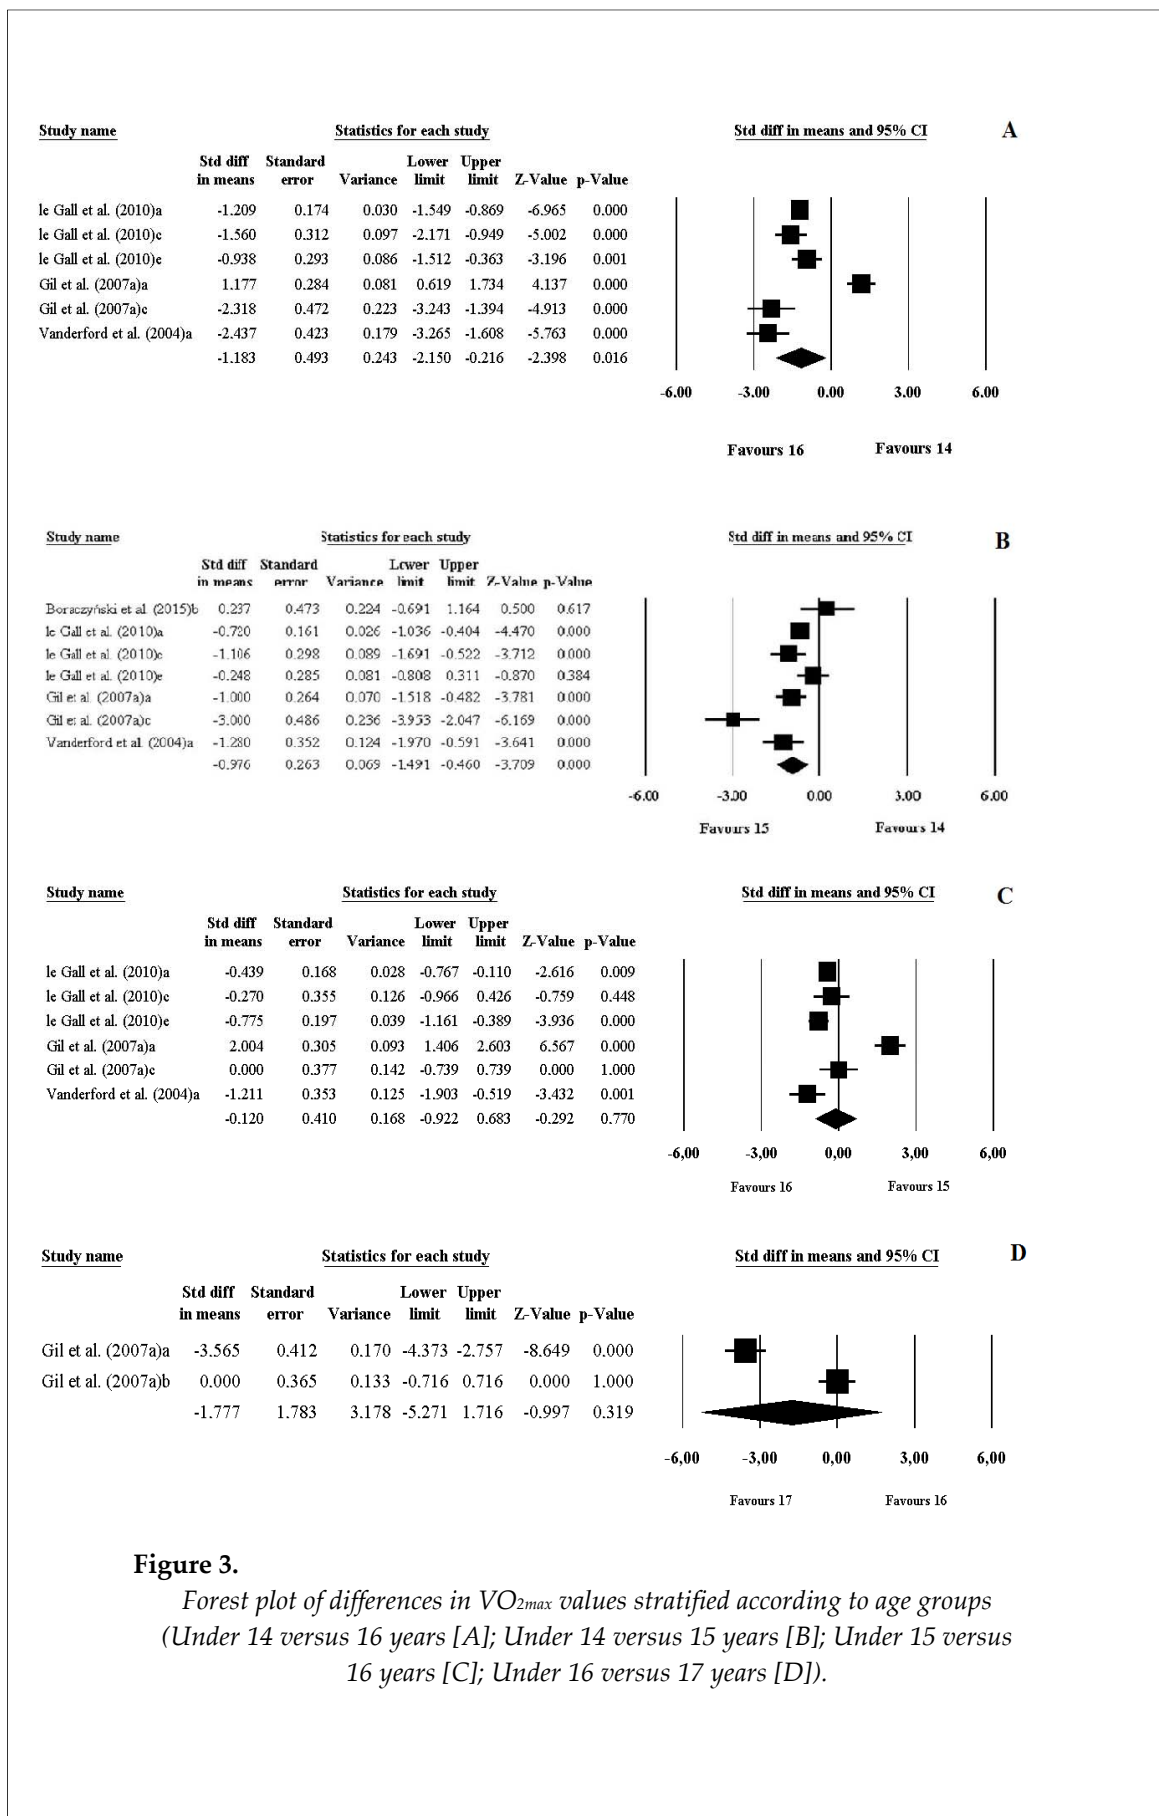 Study name Statistics for each study Std diff in means and 95% CI A
Std diff Standard Lower Upper
in means error Variance limit limit Z-Value p-Value
le Gall et al. (2010)a -1.209 0.174 0.030 -1.549 -0.869 -6.965 0.000
le Gall et al. (2010)c -1.560 0.312 0.097 -2.171 -0.949 -5.002 0.000
le Gall et al. (2010)e -0.938 0.293 0.086 -1.512 -0.363 -3.196 0.001
Gil et al. (2007a)a 1.177 0.284 0.081 0.619 1.734 4.137 0.000
Gil et al. (2007a)c -2.318 0.472 0.223 -3.243 -1.394 -4.913 0.000
Vanderford et al. (2004)a -2.437 0.423 0.179 -3.265 -1.608 -5.763 0.000
-1.183 0.493 0.243 -2.150 -0.216 -2.398 0.016
-6.00 -3.00 0.00 3.00 6.00
Favours 16 Favours 14
Study name Statistics for each study Std diff in means and 95% CI B
Std diff Standard Lower Upper
in means error Variance limit limit Z-Value p-Value
Boraczyński et al. (2015)b 0.237 0.473 0.224 -0.691 1.164 0.500 0.617
le Gall et al. (2010)a -0.720 0.161 0.026 -1.036 -0.404 -4.470 0.000
le Gall et al. (2010)c -1.106 0.298 0.089 -1.691 -0.522 -3.712 0.000
le Gall et al. (2010)e -0.248 0.285 0.081 -0.808 0.311 -0.870 0.384
Gil et al. (2007a)a -1.000 0.264 0.070 -1.518 -0.482 -3.781 0.000
Gil et al. (2007a)c -3.000 0.486 0.236 -3.953 -2.047 -6.169 0.000
Vanderford et al. (2004)a -1.280 0.352 0.124 -1.970 -0.591 -3.641 0.000
-0.976 0.263 0.069 -1.491 -0.460 -3.709 0.000
-6.00 -3.00 0.00 3.00 6.00
Favours 15 Favours 14
Study name Statistics for each study Std diff in means and 95% CI C
Std diff Standard Lower Upper
in means error Variance limit limit Z-Value p-Value
le Gall et al. (2010)a -0.439 0.168 0.028 -0.767 -0.110 -2.616 0.009
le Gall et al. (2010)c -0.270 0.355 0.126 -0.966 0.426 -0.759 0.448
le Gall et al. (2010)e -0.775 0.197 0.039 -1.161 -0.389 -3.936 0.000
Gil et al. (2007a)a 2.004 0.305 0.093 1.406 2.603 6.567 0.000
Gil et al. (2007a)c 0.000 0.377 0.142 -0.739 0.739 0.000 1.000
Vanderford et al. (2004)a -1.211 0.353 0.125 -1.903 -0.519 -3.432 0.001
-0.120 0.410 0.168 -0.922 0.683 -0.292 0.770
-6,00 -3,00 0,00 3,00 6,00
Favours 16 Favours 15
Study name Statistics for each study Std diff in means and 95% CI D
Std diff Standard Lower Upper
in means error Variance limit limit Z-Value p-Value
Gil et al. (2007a)a -3.565 0.412 0.170 -4.373 -2.757 -8.649 0.000
Gil et al. (2007a)b 0.000 0.365 0.133 -0.716 0.716 0.000 1.000
-1.777 1.783 3.178 -5.271 1.716 -0.997 0.319
-6,00 -3,00 0,00 3,00 6,00
Favours 17 Favours 16
Figure 3.
Forest plot of differences in VO2max values stratified according to age groups
(Under 14 versus 16 years [A]; Under 14 versus 15 years [B]; Under 15 versus
16 years [C]; Under 16 versus 17 years [D]).